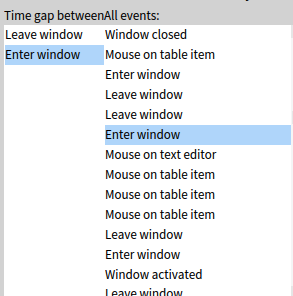 Time gap between All events:
Leave window Window closed
Enter window Mouse on table item
Enter window
Leave window
Leave window
Enter window
Mouse on text editor
Mouse on table item
Mouse on table item
Mouse on table item
Leave window
Enter window
Window activated
Leave window